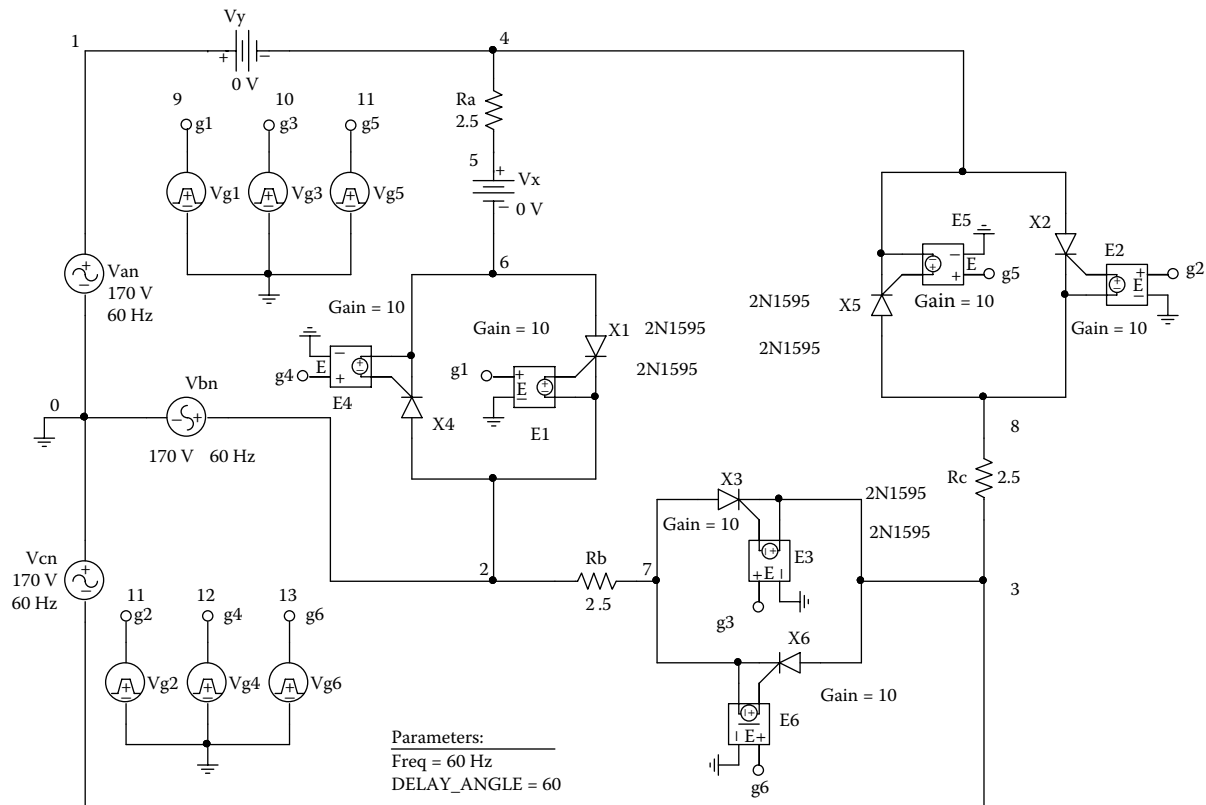 Vy
1
4
+ −
0 V
9
10
11
g1
g3
g5
Vg1
Vg3
Vg5
Ra
2.5
5
+
Vx
−
0 V
6
Van
170 V
60 Hz
Gain = 10
Gain = 10
X1
2N1595
2N1595
g4
− E +
E4
X4
g1
+ E −
E1
E5
− E +
g5
Gain = 10
X5
X2
E2
+ E −
g2
Gain = 10
2N1595
2N1595
0
Vbn
170 V 60 Hz
8
Rc
2.5
X3
Gain = 10
2N1595
2N1595
Vcn
170 V
60 Hz
2
Rb
2.5
7
E3
+ E −
g3
3
11
12
13
g2
g4
g6
Vg2
Vg4
Vg6
X6
Gain = 10
E6
− E+
g6
Parameters:
Freq = 60 Hz
DELAY_ANGLE = 60